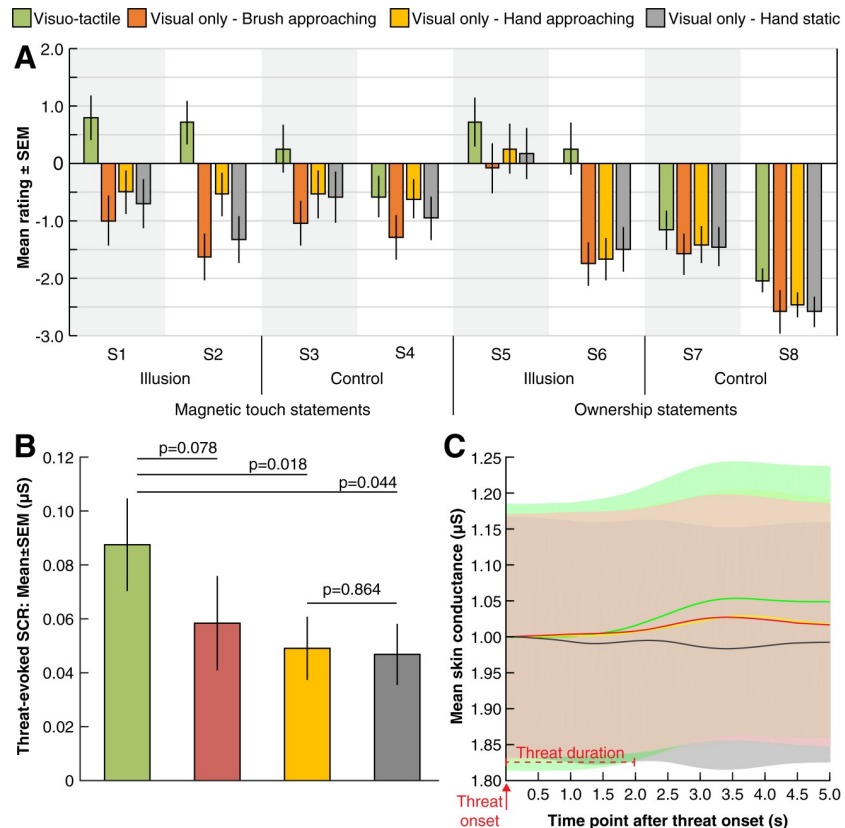 Visuo-tactile Visual only - Brush approaching Visual only - Hand approaching Visual only - Hand static
A
2.0
1.0
0
-1.0
-2.0
-3.0
Mean rating ± SEM
S1 S2 S3 S4 S5 S6 S7 S8
Illusion Control Illusion Control
Magnetic touch statements Ownership statements
B
Threat-evoked SCR: Mean±SEM (µS)
0.12
0.10
0.08
0.06
0.04
0.02
0
p=0.078
p=0.018
p=0.044
p=0.864
C
Mean skin conductance (µS)
1.25
1.20
1.15
1.10
1.05
1.00
1.95
1.90
1.85
1.80
Threat duration
Threat
onset
0.5 1.0 1.5 2.0 2.5 3.0 3.5 4.0 4.5 5.0
Time point after threat onset (s)